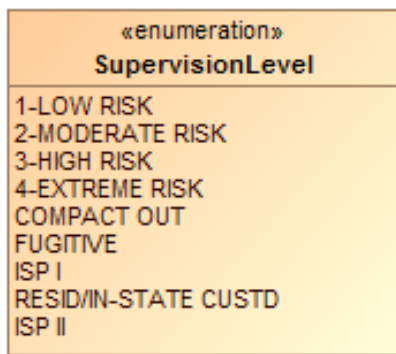 «enumeration»
SupervisionLevel
1-LOW RISK
2-MODERATE RISK
3-HIGH RISK
4-EXTREME RISK
COMPACT OUT
FUGITIVE
ISP I
RESID/IN-STATE CUSTD
ISP II